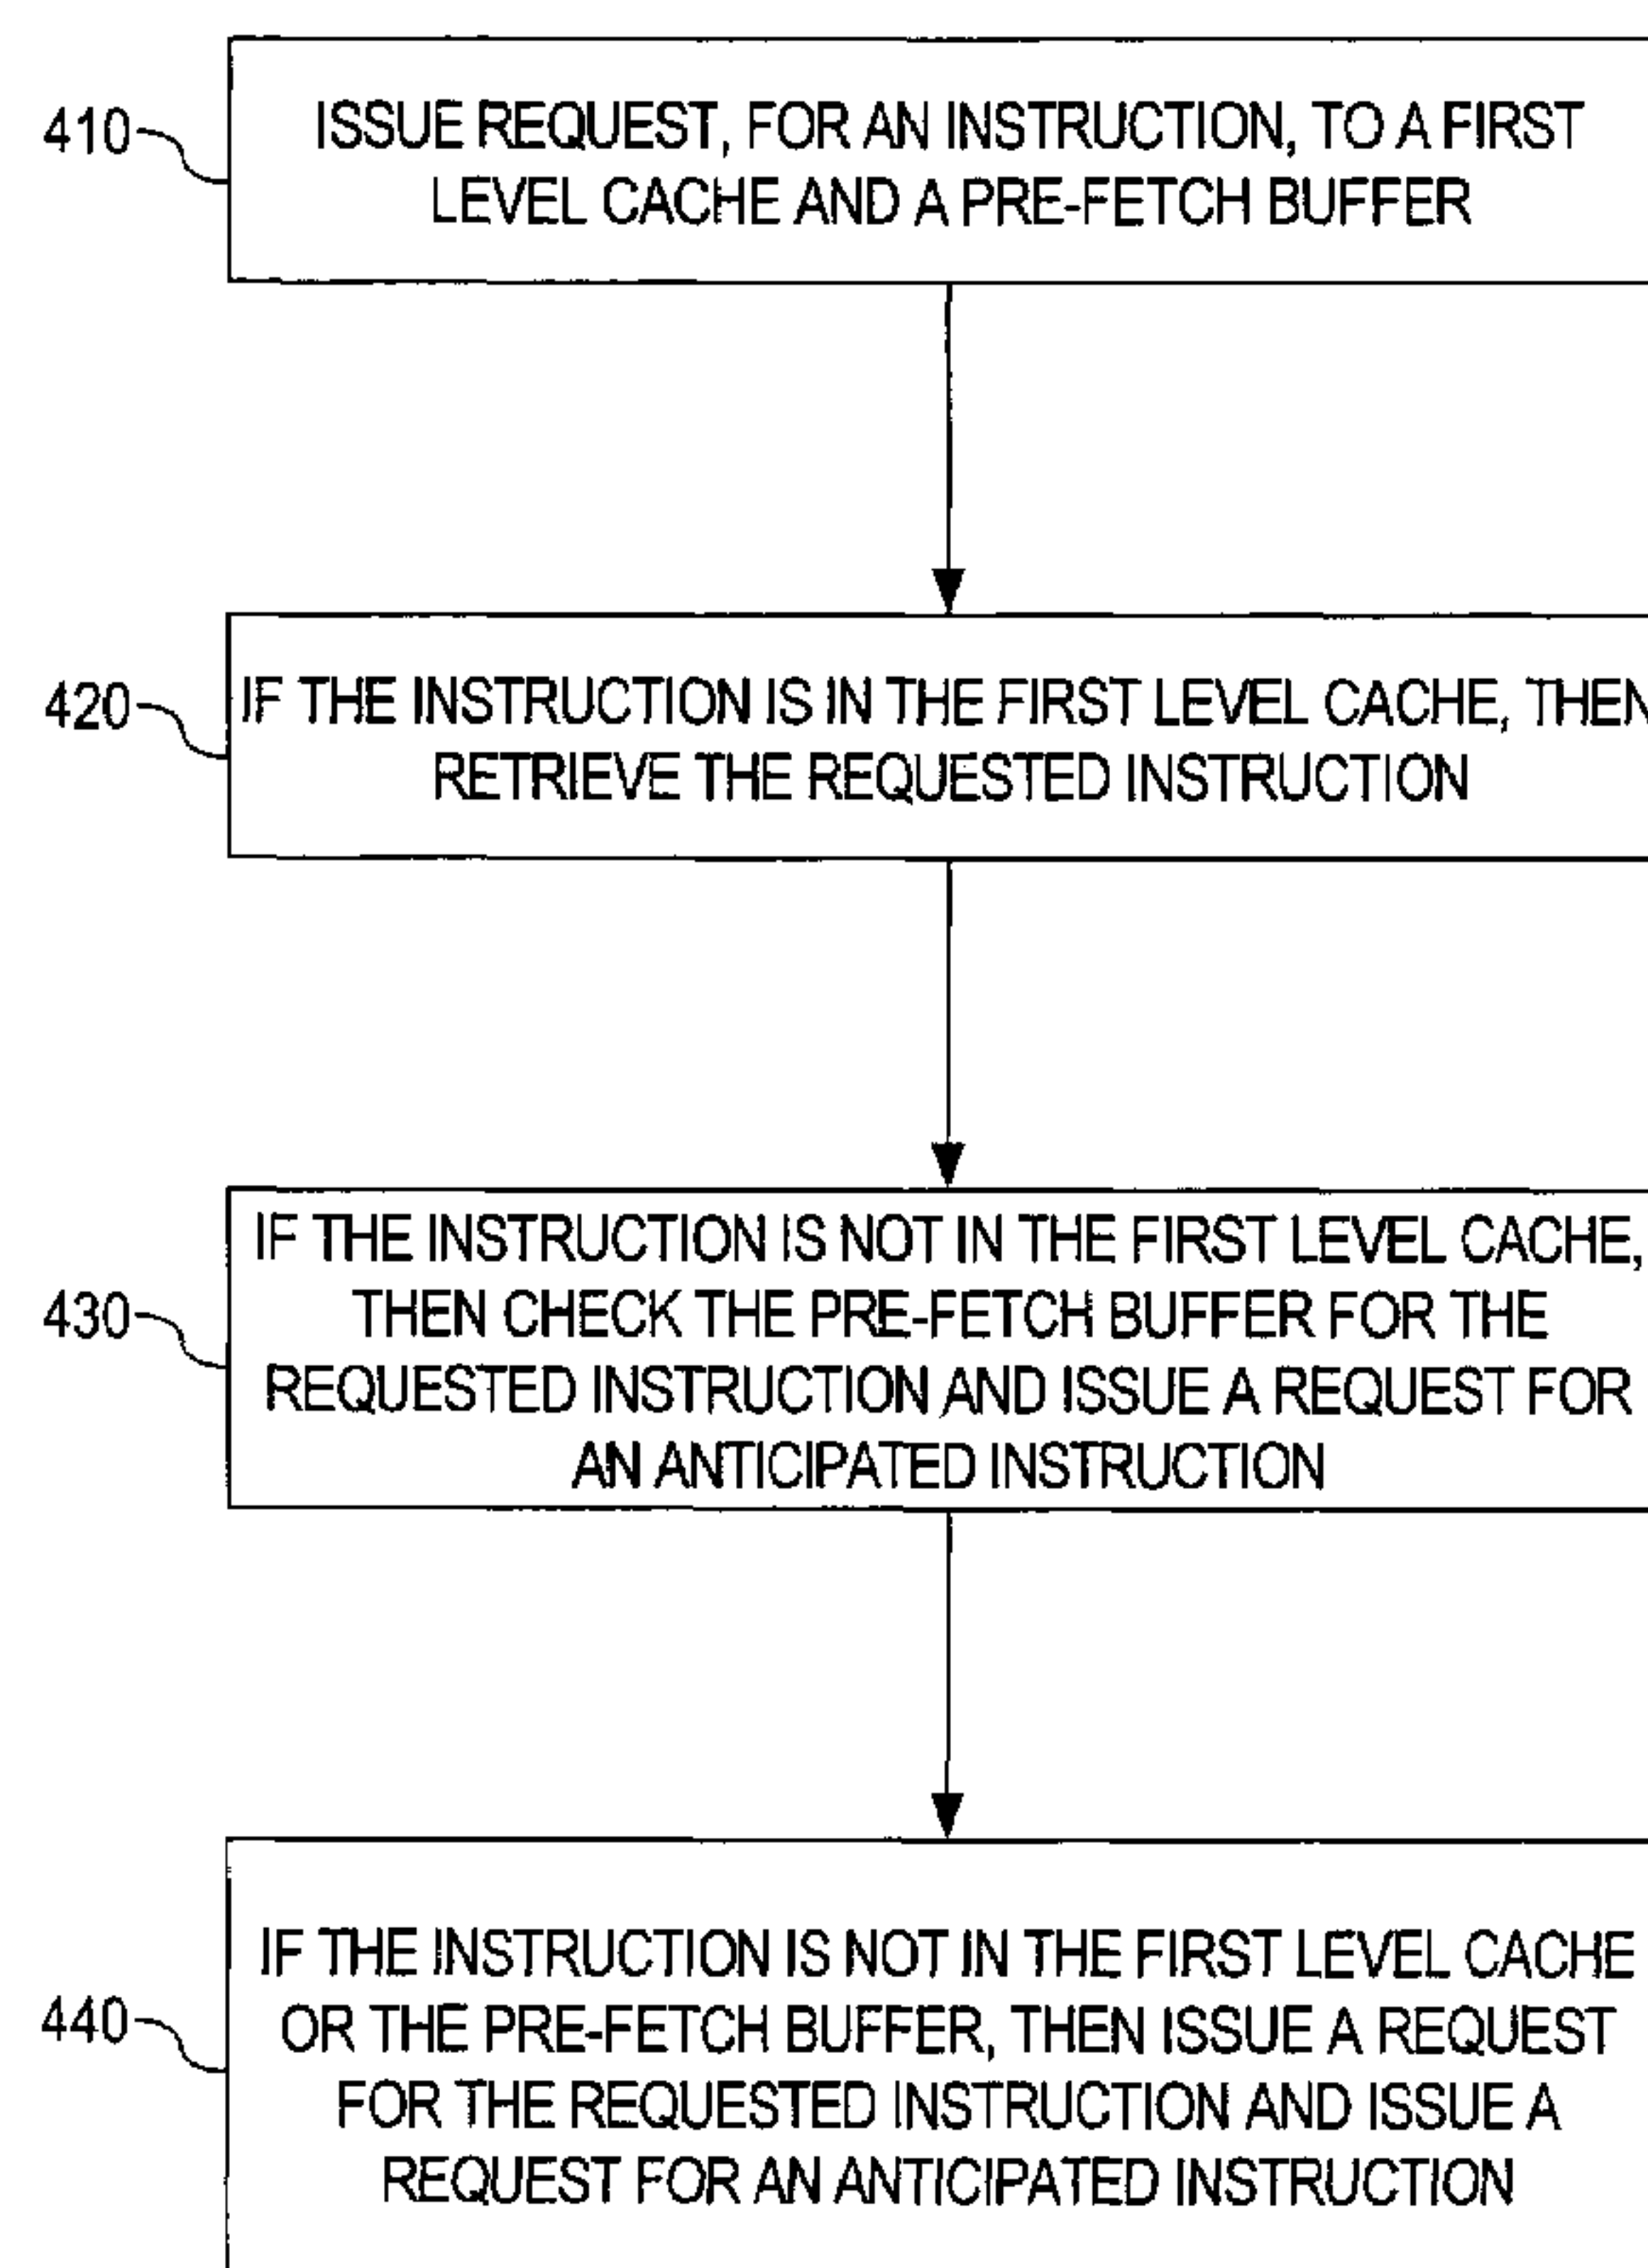 410
ISSUE REQUEST, FOR AN INSTRUCTION, TO A FIRST
LEVEL CACHE AND A PRE-FETCH BUFFER
420
IF THE INSTRUCTION IS IN THE FIRST LEVEL CACHE, THEN
RETRIEVE THE REQUESTED INSTRUCTION
430
IF THE INSTRUCTION IS NOT IN THE FIRST LEVEL CACHE,
THEN CHECK THE PRE-FETCH BUFFER FOR THE
REQUESTED INSTRUCTION AND ISSUE A REQUEST FOR
AN ANTICIPATED INSTRUCTION
440
IF THE INSTRUCTION IS NOT IN THE FIRST LEVEL CACHE
OR THE PRE-FETCH BUFFER, THEN ISSUE A REQUEST
FOR THE REQUESTED INSTRUCTION AND ISSUE A
REQUEST FOR AN ANTICIPATED INSTRUCTION